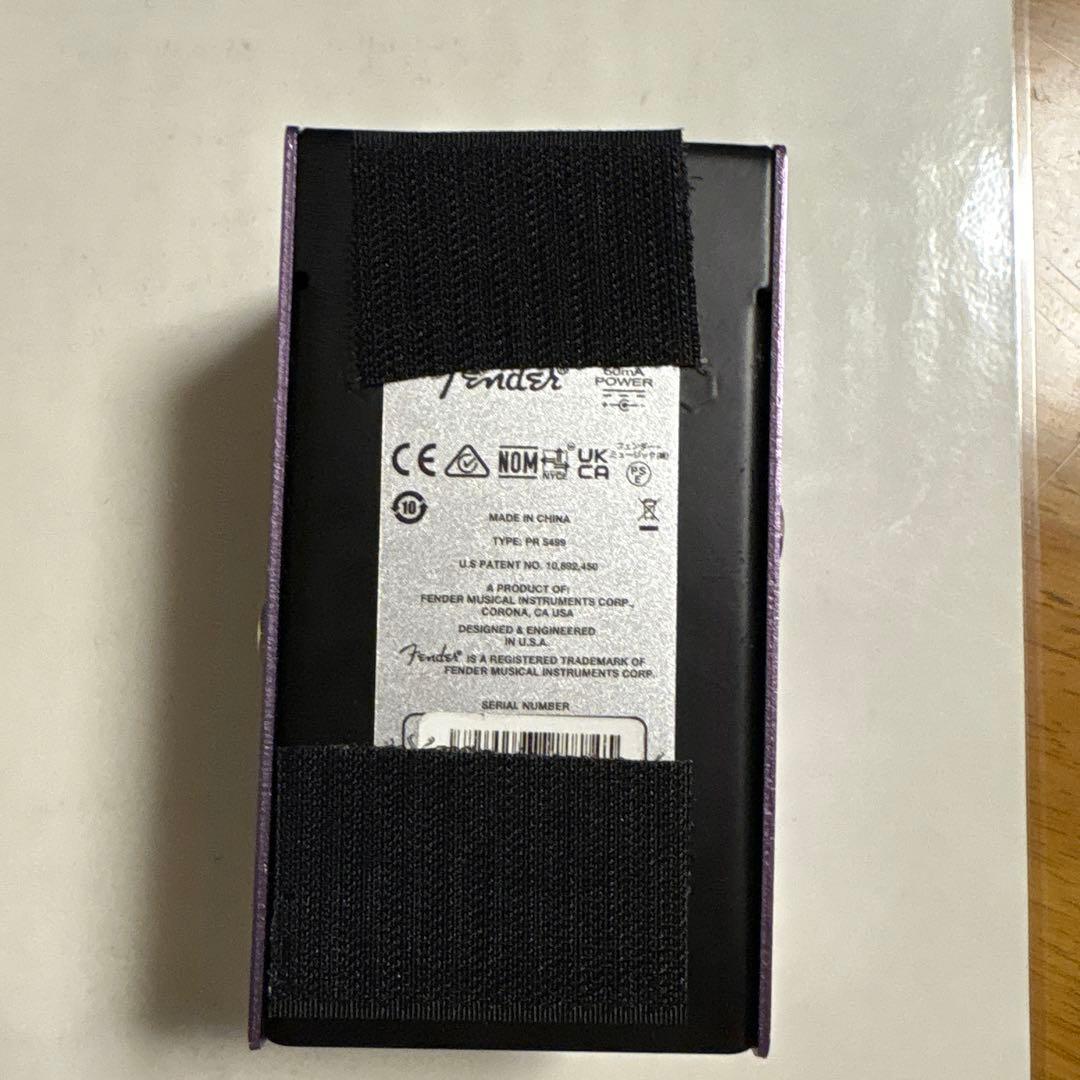 Fender®
60mA
POWER
CE NOM NYCE ® UK CA
フェンダー・
ミュージック(株)
PSE
10
MADE IN CHINA
TYPE: PR 5499
U.S PATENT NO. 10,892,450
A PRODUCT OF:
FENDER MUSICAL INSTRUMENTS CORP.,
CORONA, CA USA
DESIGNED & ENGINEERED
IN U.S.A.
Fender® IS A REGISTERED TRADEMARK OF
FENDER MUSICAL INSTRUMENTS CORP.
SERIAL NUMBER